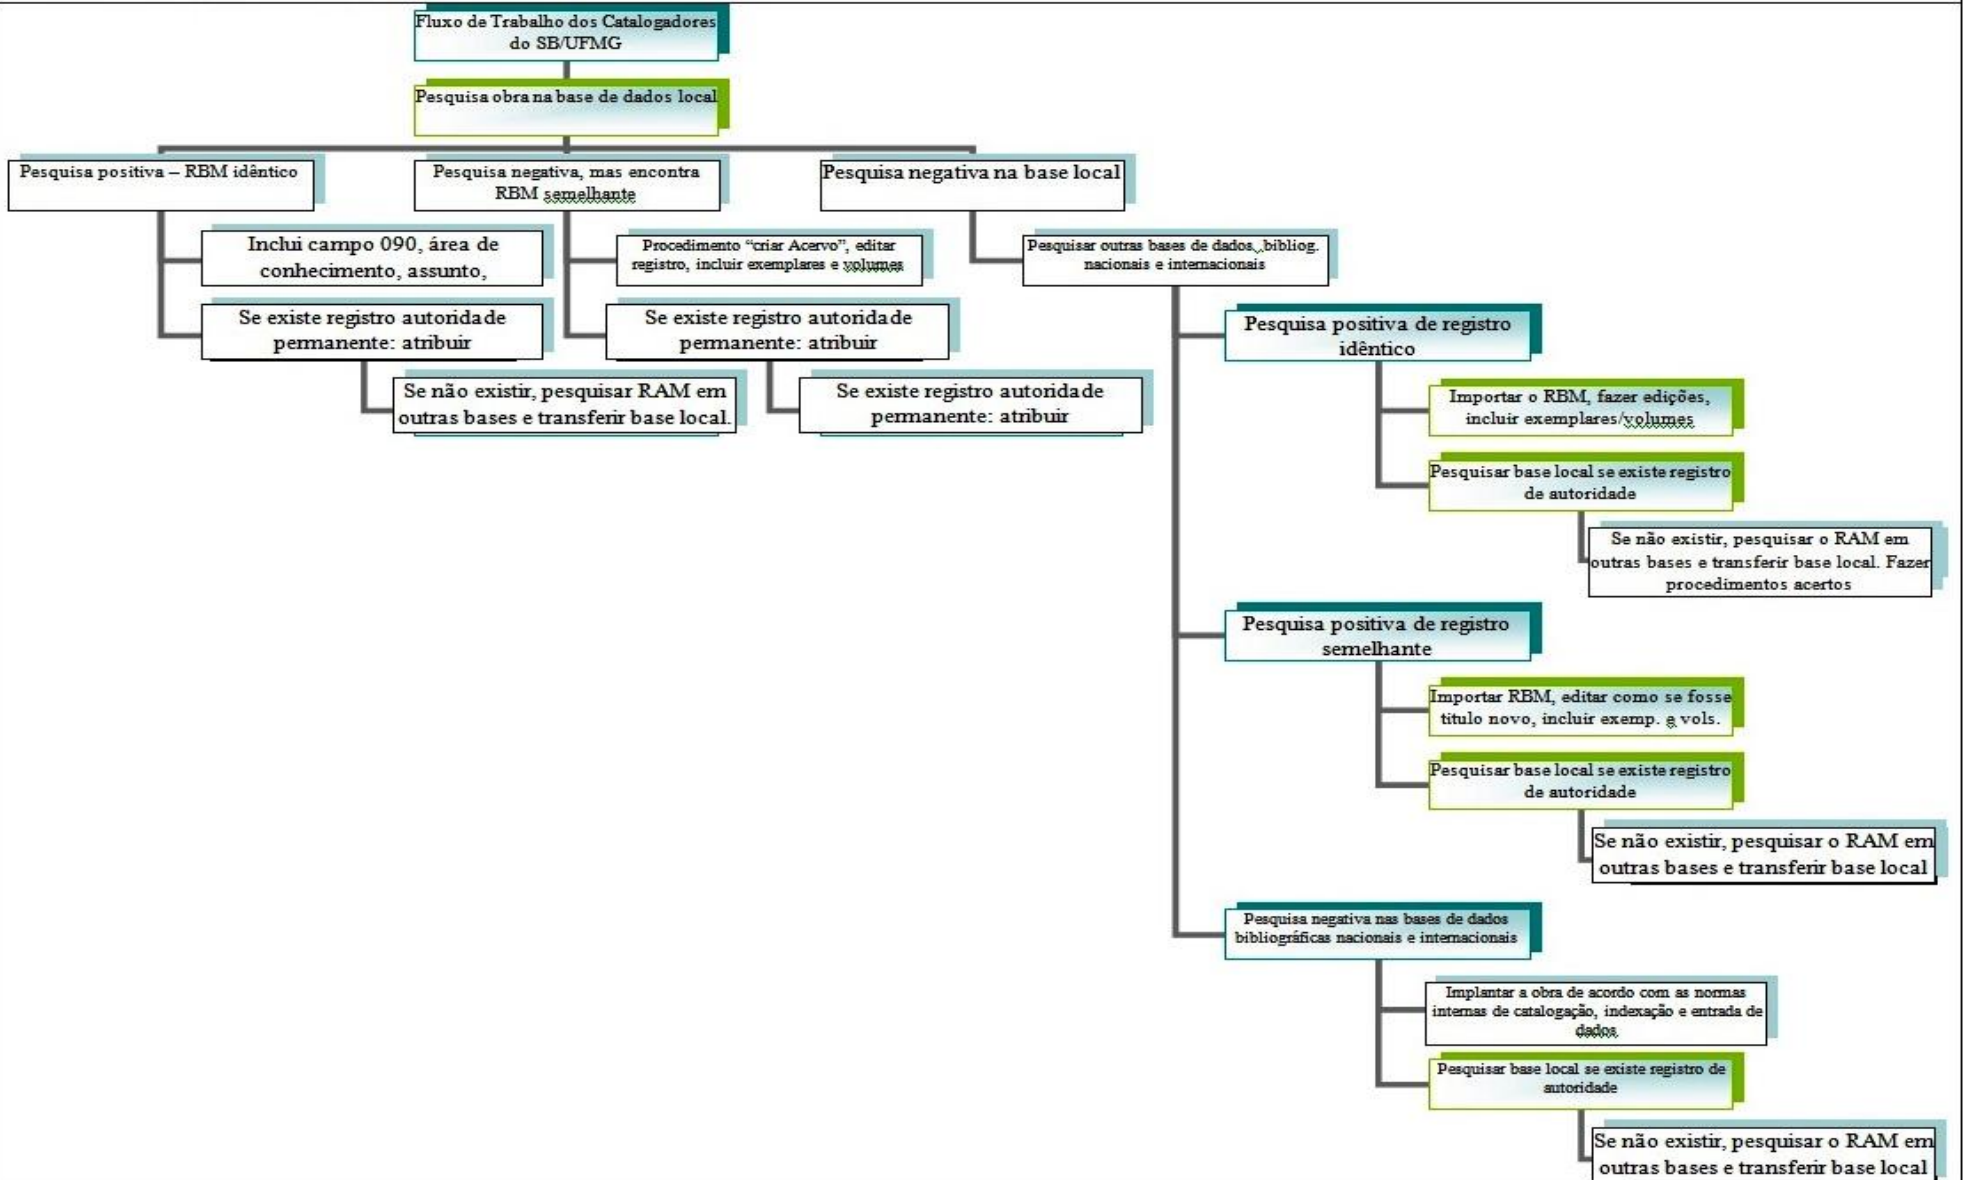 Fluxo de Trabalho dos Catalogadores
do SB/UFMG
Pesquisa obra na base de dados local
Pesquisa positiva – RBM idêntico
Pesquisa negativa, mas encontra
RBM semelhante
Pesquisa negativa na base local
Inclui campo 090, área de
conhecimento, assunto,
Se existe registro autoridade
permanente: atribuir
Se não existir, pesquisar RAM em
outras bases e transferir base local.
Procedimento “criar Acervo”, editar
registro, incluir exemplares e volumes
Se existe registro autoridade
permanente: atribuir
Se existe registro autoridade
permanente: atribuir
Pesquisar outras bases de dados, bibliog.
nacionais e internacionais
Pesquisa positiva de registro
idêntico
Importar o RBM, fazer edições,
incluir exemplares/volumes
Pesquisar base local se existe registro
de autoridade
Se não existir, pesquisar o RAM em
outras bases e transferir base local. Fazer
procedimentos acertos
Pesquisa positiva de registro
semelhante
Importar RBM, editar como se fosse
titulo novo, incluir exemp. e vols.
Pesquisar base local se existe registro
de autoridade
Se não existir, pesquisar o RAM em
outras bases e transferir base local
Pesquisa negativa nas bases de dados
bibliográficas nacionais e internacionais
Implantar a obra de acordo com as normas
internas de catalogação, indexação e entrada de
dados
Pesquisar base local se existe registro de
autoridade
Se não existir, pesquisar o RAM em
outras bases e transferir base local